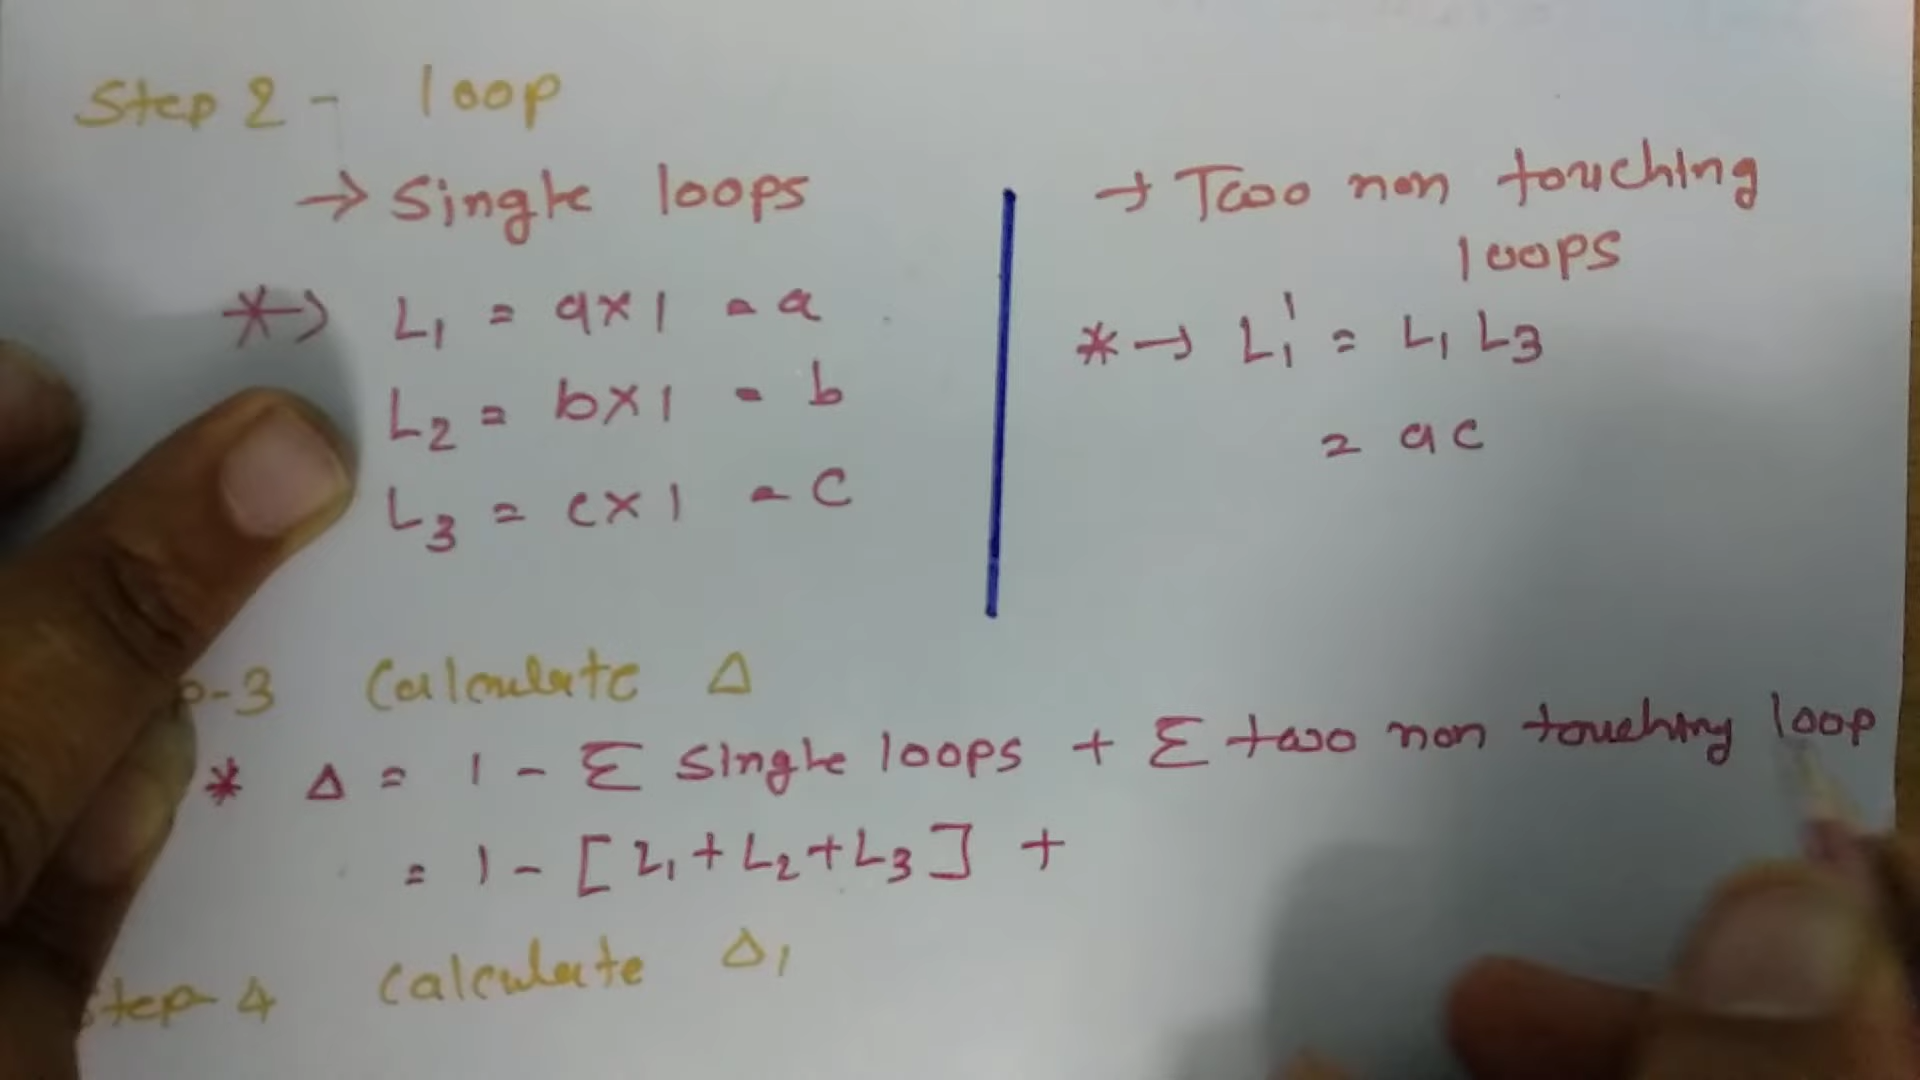 Step 2 - loop
→ Single loops
*→ L₁ = a×1 = a
L₂ = b×1 = b
L₃ = c×1 = c
→ Two non touching
loops
*→ L₁' = L₁ L₃
= ac
p-3 Calculate Δ
* Δ = 1 - Σ Single loops + Σ two non touching loop
= 1 - [L₁+L₂+L₃] +
Step-4 Calculate Δ₁